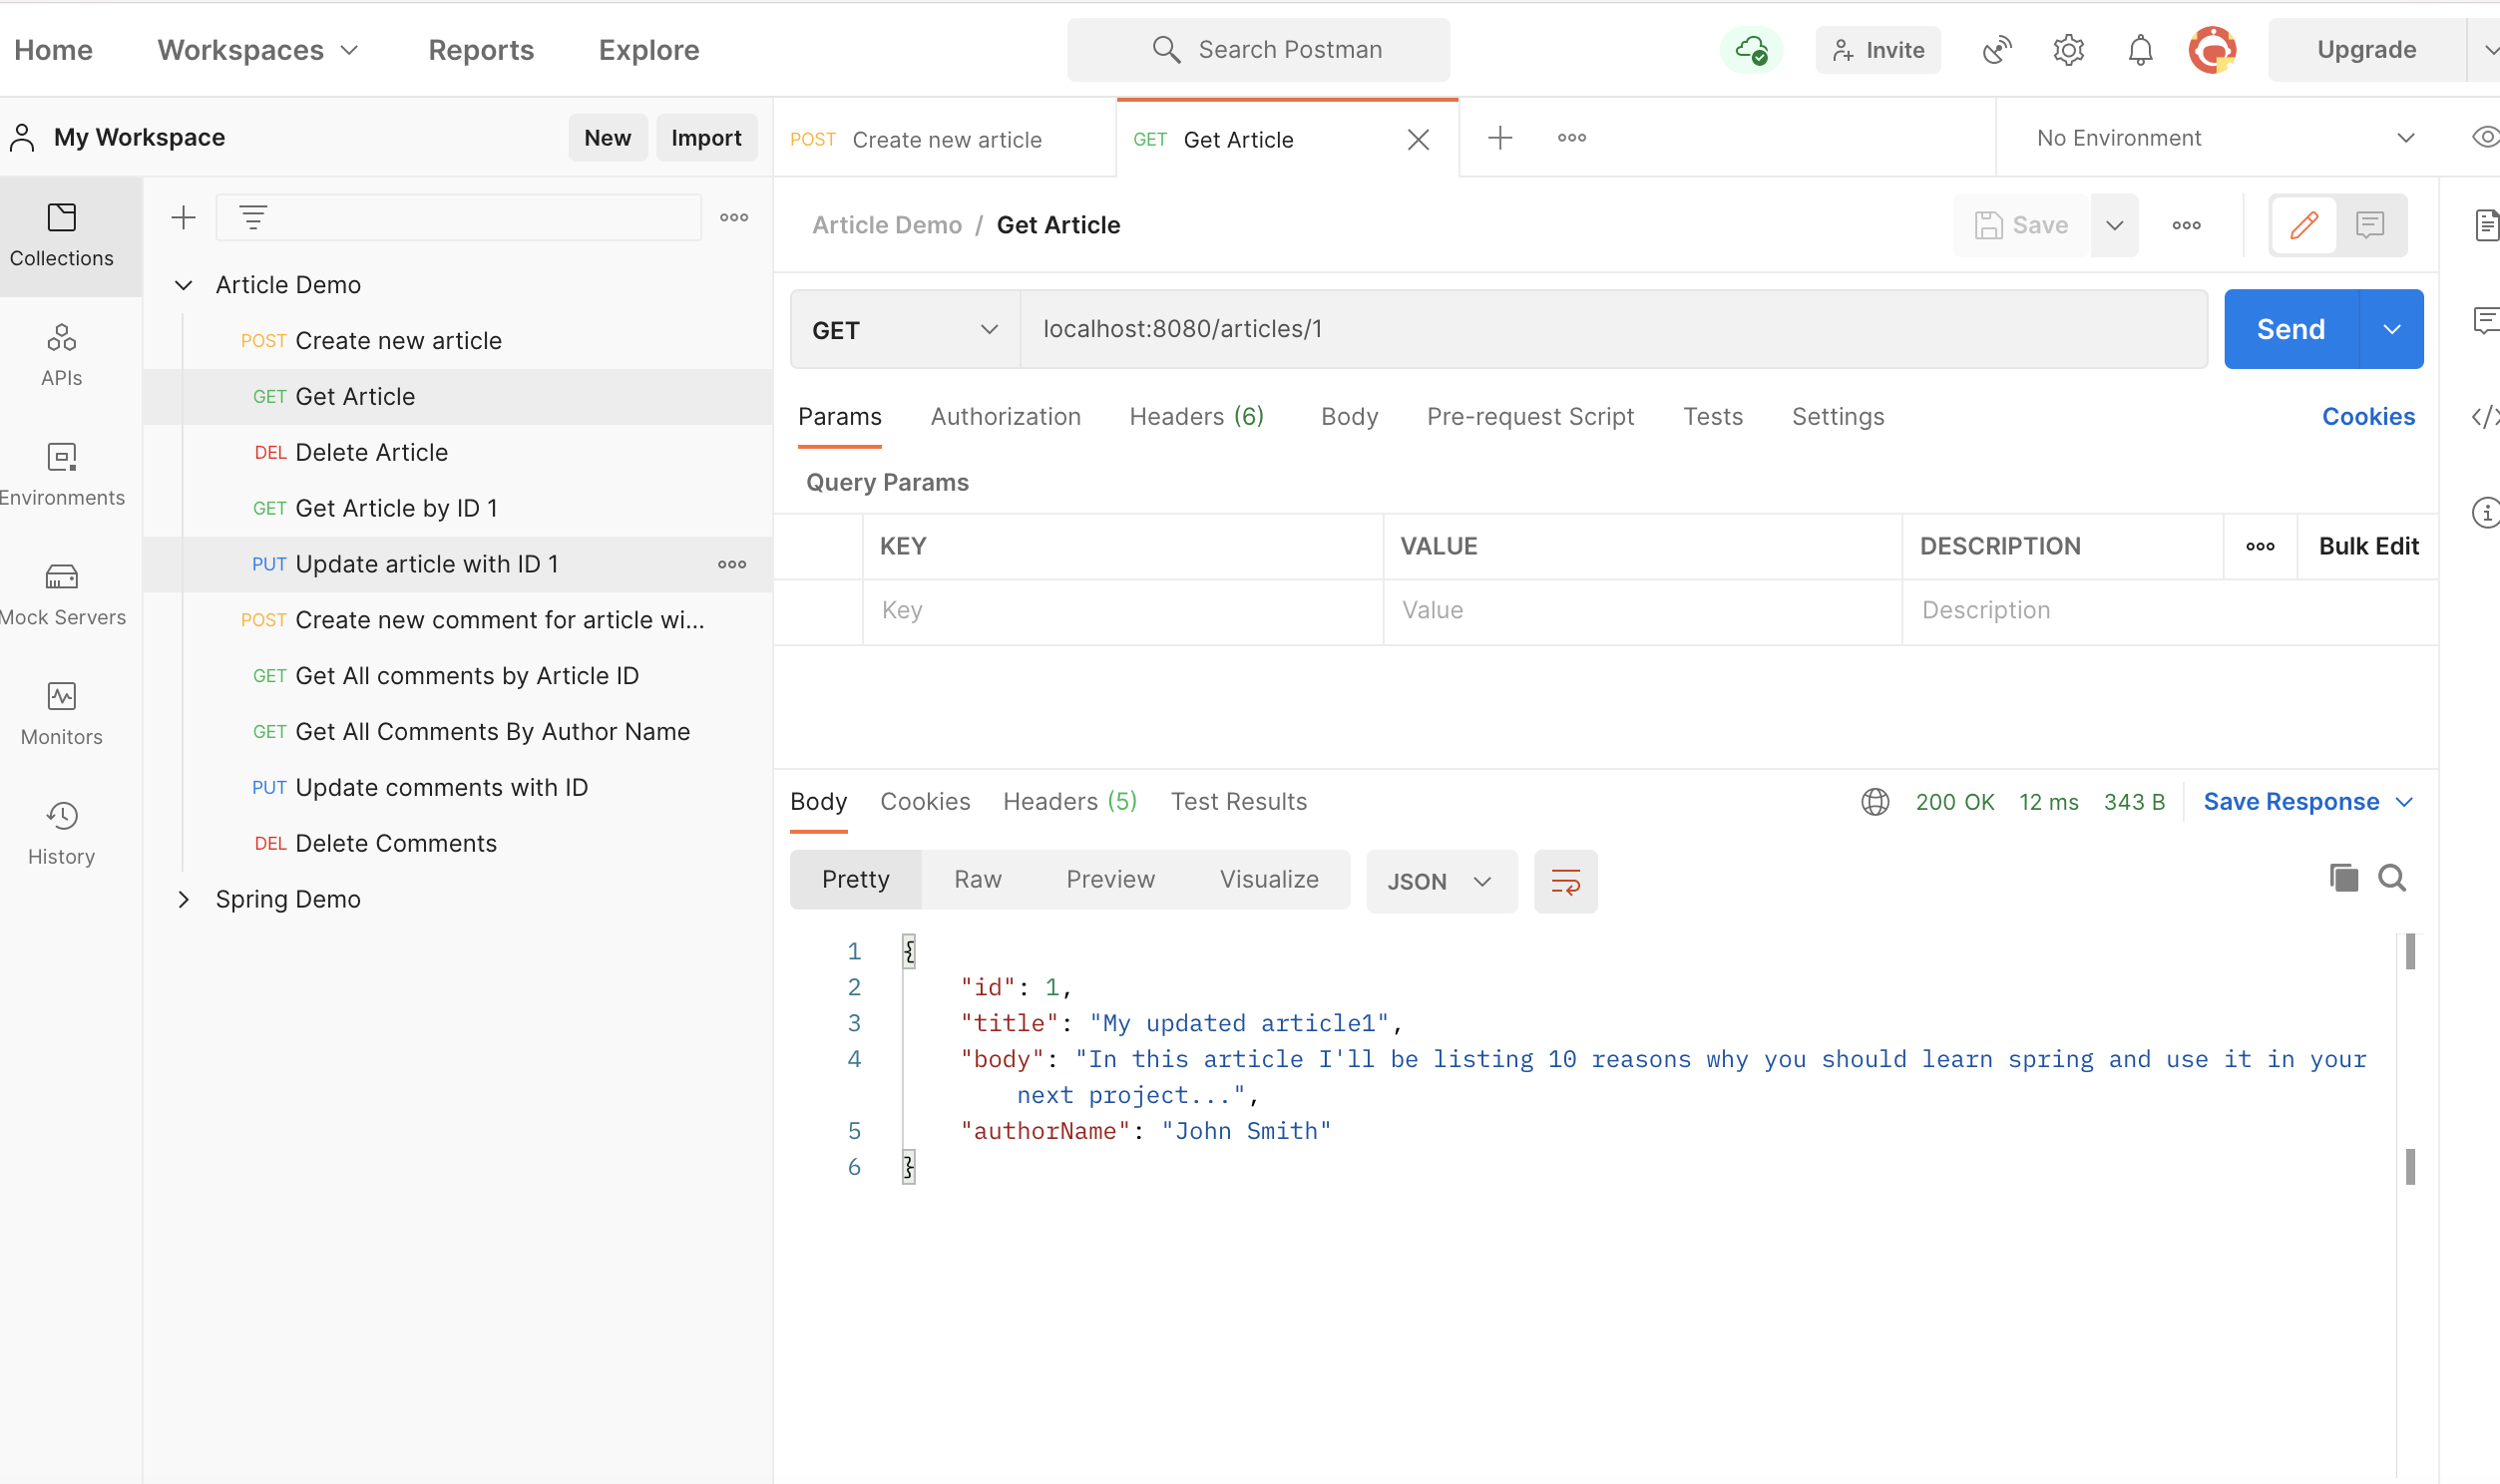 Home Workspaces Reports Explore Search Postman Invite Upgrade
My Workspace New Import
POST Create new article GET Get Article No Environment
Collections
APIs
Environments
Mock Servers
Monitors
History
Article Demo
POST Create new article
GET Get Article
DEL Delete Article
GET Get Article by ID 1
PUT Update article with ID 1
POST Create new comment for article wi...
GET Get All comments by Article ID
GET Get All Comments By Author Name
PUT Update comments with ID
DEL Delete Comments
Spring Demo
Article Demo / Get Article Save
GET localhost:8080/articles/1 Send
Params Authorization Headers (6) Body Pre-request Script Tests Settings Cookies
Query Params
KEY VALUE DESCRIPTION Bulk Edit
Key Value Description
Body Cookies Headers (5) Test Results 200 OK 12 ms 343 B Save Response
Pretty Raw Preview Visualize JSON
1 {
2 "id": 1,
3 "title": "My updated article1",
4 "body": "In this article I'll be listing 10 reasons why you should learn spring and use it in your
next project...",
5 "authorName": "John Smith"
6 }